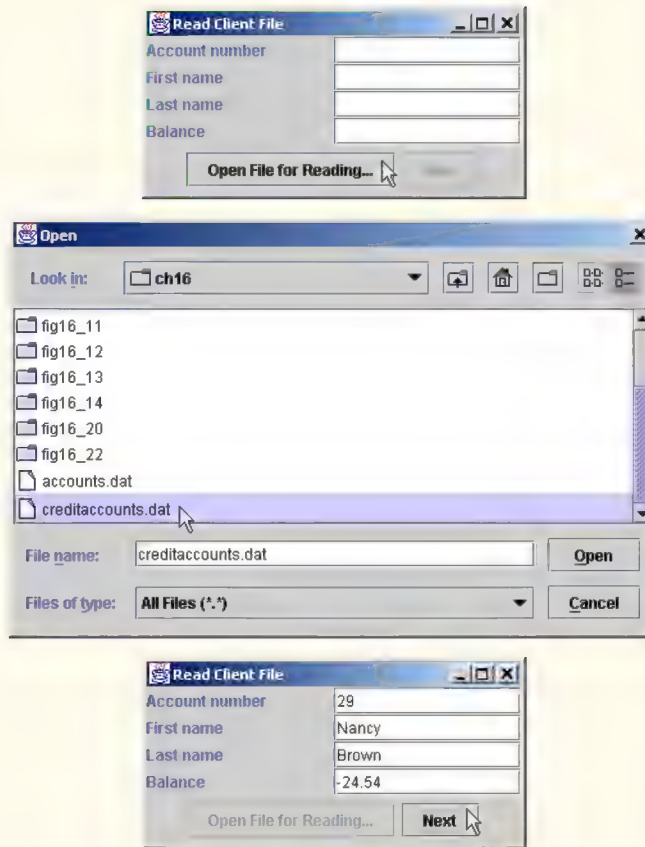 Read Client File
Account number
First name
Last name
Balance
Open File for Reading...
Open
Look in: ch16
fig16_11
fig16_12
fig16_13
fig16_14
fig16_20
fig16_22
accounts.dat
creditaccounts.dat
File name: creditaccounts.dat Open
Files of type: All Files (*.*) Cancel
Read Client File
Account number 29
First name Nancy
Last name Brown
Balance -24.54
Open File for Reading... Next